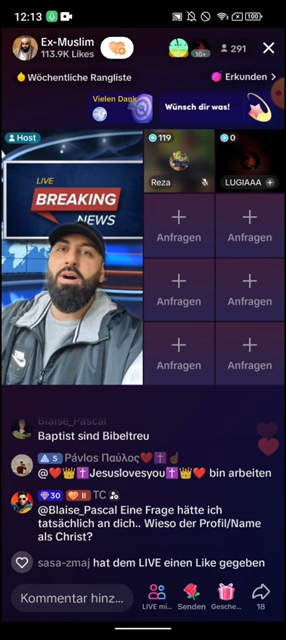 12:13
100
Ex-Muslim
113.9K Likes
30+
291
Wöchentliche Rangliste
Erkunden >
Vielen Dank
Wünsch dir was!
Host
LIVE
BREAKING
NEWS
119
Reza
0
LUGIAAA
Anfragen
Anfragen
Anfragen
Anfragen
Anfragen
Anfragen
Blaise_Pascal
Baptist sind Bibeltreu
5 Pávlos Παύλος❤️✝️☝🏾
@❤️👑✝️Jesuslovesyou✝️👑❤️ bin arbeiten
30 II TC
@Blaise_Pascal Eine Frage hätte ich
tatsächlich an dich.. Wieso der Profil/Name
als Christ?
sasa-zmaj hat dem LIVE einen Like gegeben
Kommentar hinz...
LIVE mi...
Senden
Gesche...
18